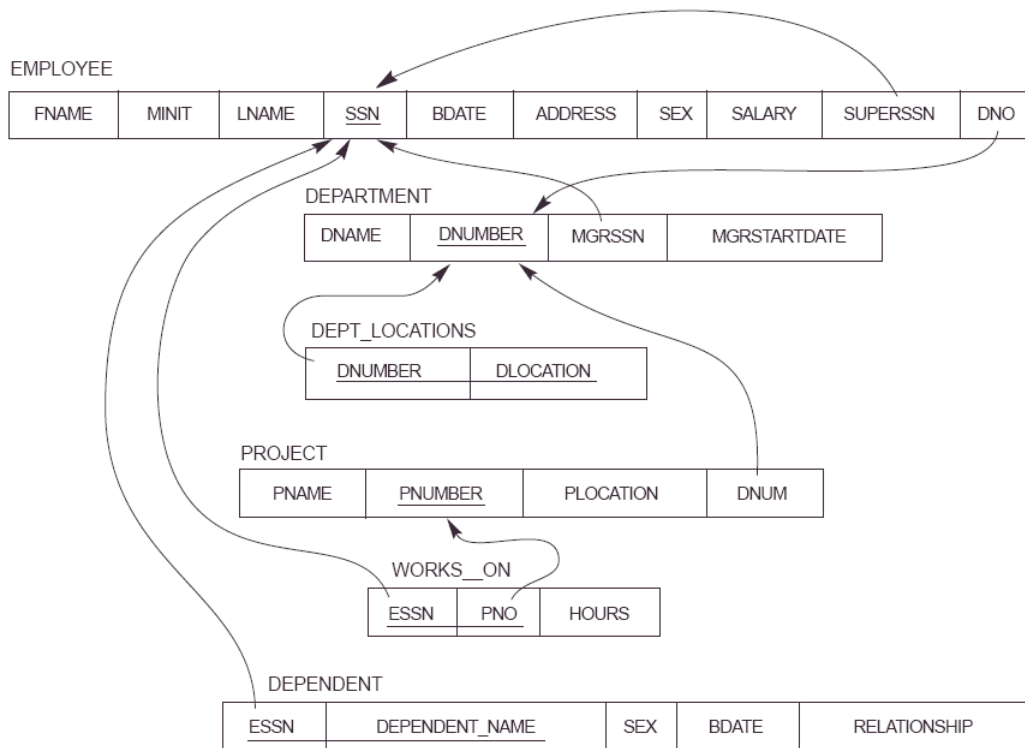 EMPLOYEE
FNAME MINIT LNAME SSN BDATE ADDRESS SEX SALARY SUPERSSN DNO
DEPARTMENT
DNAME DNUMBER MGRSSN MGRSTARTDATE
DEPT_LOCATIONS
DNUMBER DLOCATION
PROJECT
PNAME PNUMBER PLOCATION DNUM
WORKS__ON
ESSN PNO HOURS
DEPENDENT
ESSN DEPENDENT_NAME SEX BDATE RELATIONSHIP